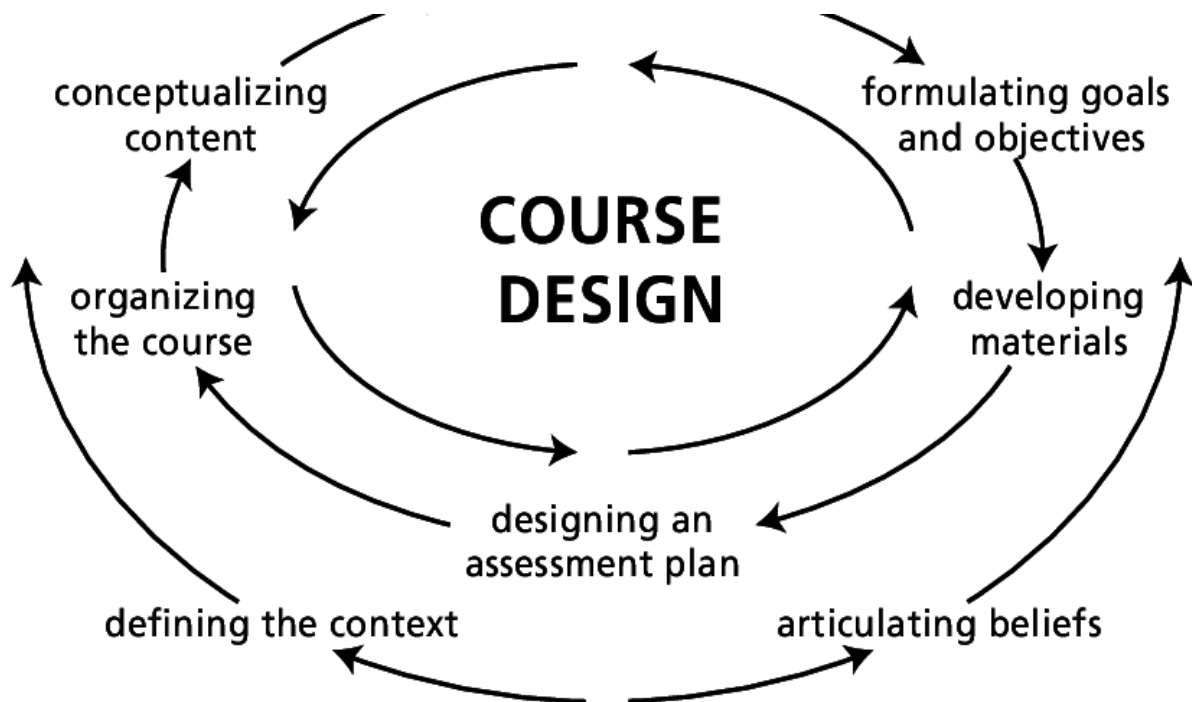 conceptualizing
content
formulating goals
and objectives
COURSE
DESIGN
organizing
the course
developing
materials
designing an
assessment plan
defining the context
articulating beliefs